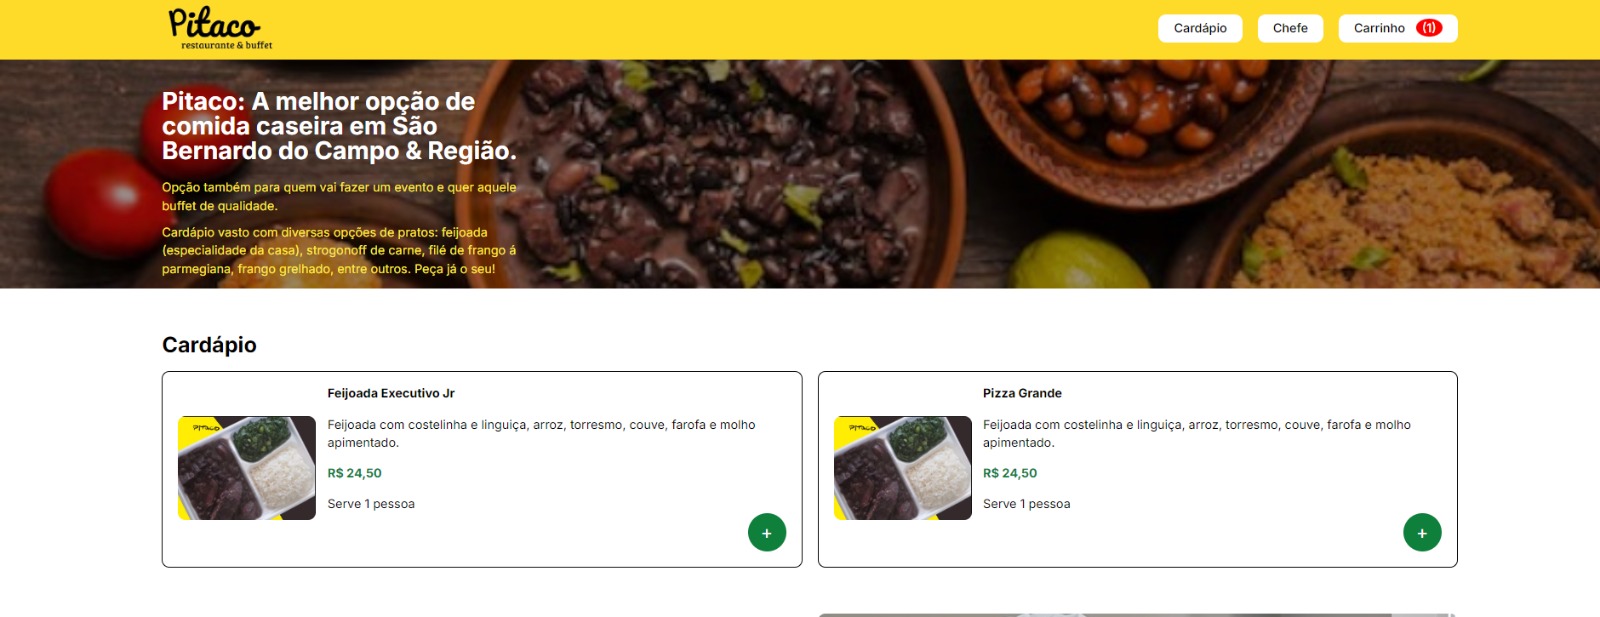 Pitaco
restaurante & buffet
Cardápio
Chefe
Carrinho (1)
Pitaco: A melhor opção de
comida caseira em São
Bernardo do Campo & Região.
Opção também para quem vai fazer um evento e quer aquele
buffet de qualidade.
Cardápio vasto com diversas opções de pratos: feijoada
(especialidade da casa), strogonoff de carne, filé de frango á
parmegiana, frango grelhado, entre outros. Peça já o seu!
Cardápio
Feijoada Executivo Jr
PITACO
Feijoada com costelinha e linguiça, arroz, torresmo, couve, farofa e molho
apimentado.
R$ 24,50
Serve 1 pessoa
+
Pizza Grande
PITACO
Feijoada com costelinha e linguiça, arroz, torresmo, couve, farofa e molho
apimentado.
R$ 24,50
Serve 1 pessoa
+